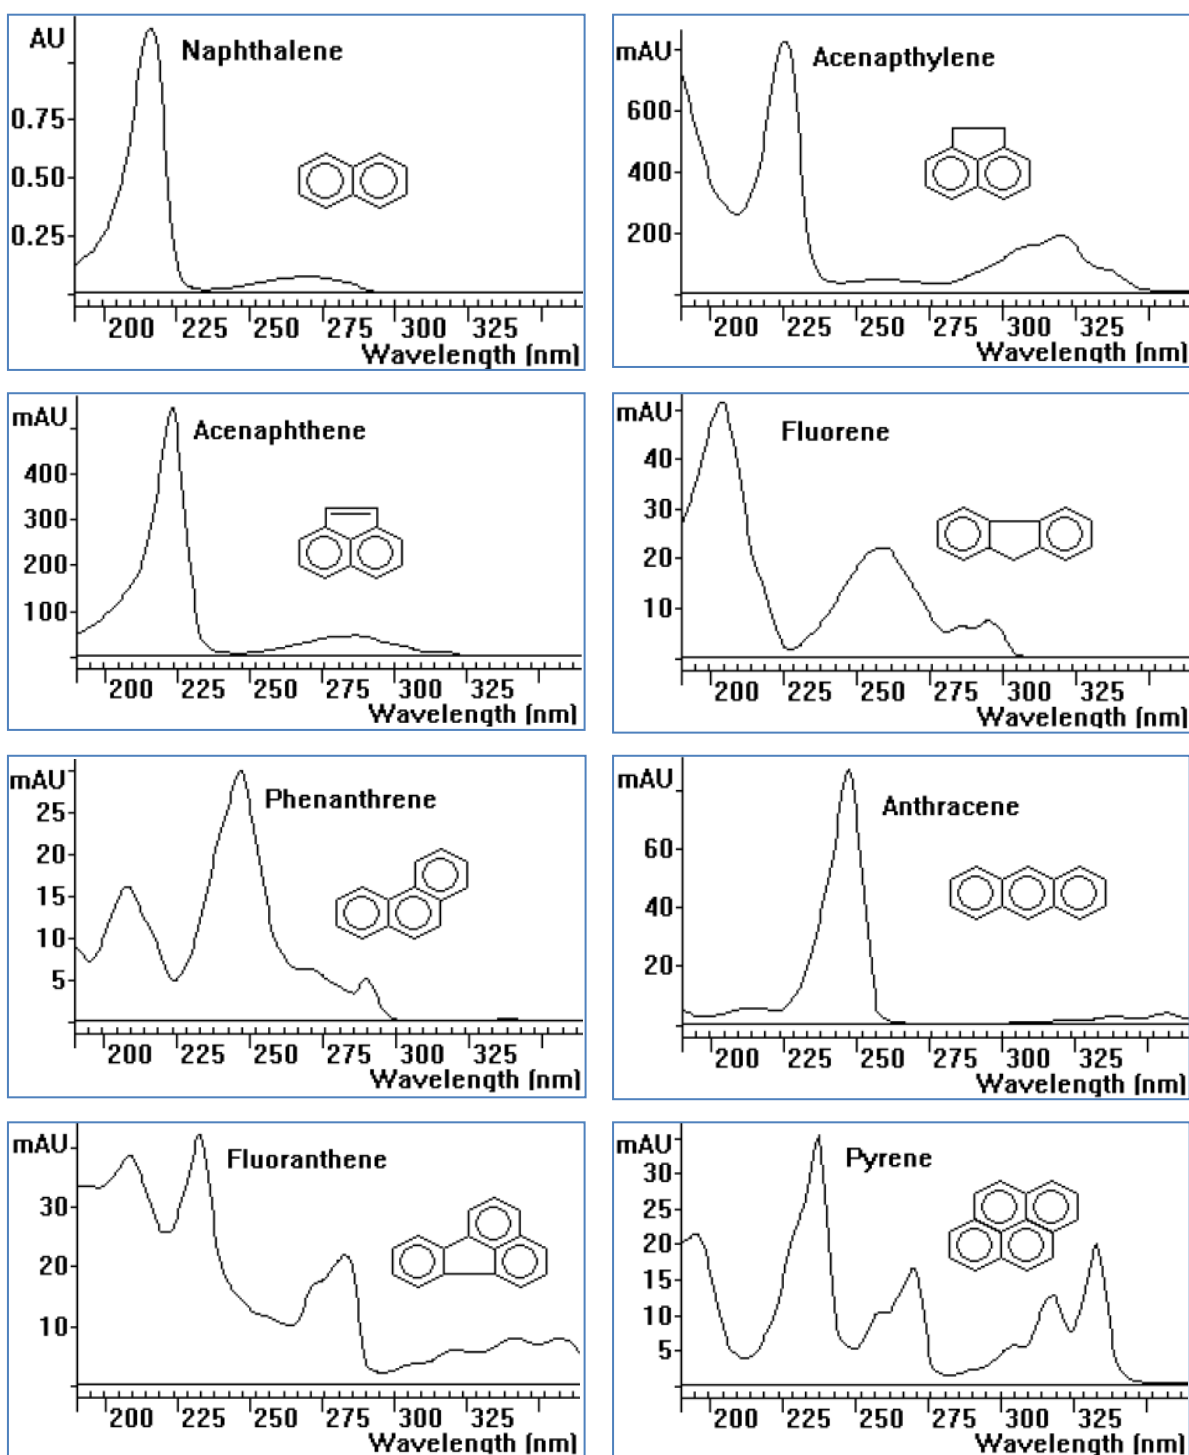 AU
Naphthalene
0.75
0.50
0.25
200 225 250 275 300 325
Wavelength (nm)
mAU
Acenapthylene
600
400
200
200 225 250 275 300 325
Wavelength (nm)
mAU
Acenaphthene
400
300
200
100
200 225 250 275 300 325
Wavelength (nm)
mAU
Fluorene
40
30
20
10
200 225 250 275 300 325
Wavelength (nm)
mAU
Phenanthrene
25
20
15
10
5
200 225 250 275 300 325
Wavelength (nm)
mAU
Anthracene
60
40
20
200 225 250 275 300 325
Wavelength (nm)
mAU
Fluoranthene
30
20
10
200 225 250 275 300 325
Wavelength (nm)
mAU
Pyrene
30
25
20
15
10
5
200 225 250 275 300 325
Wavelength (nm)